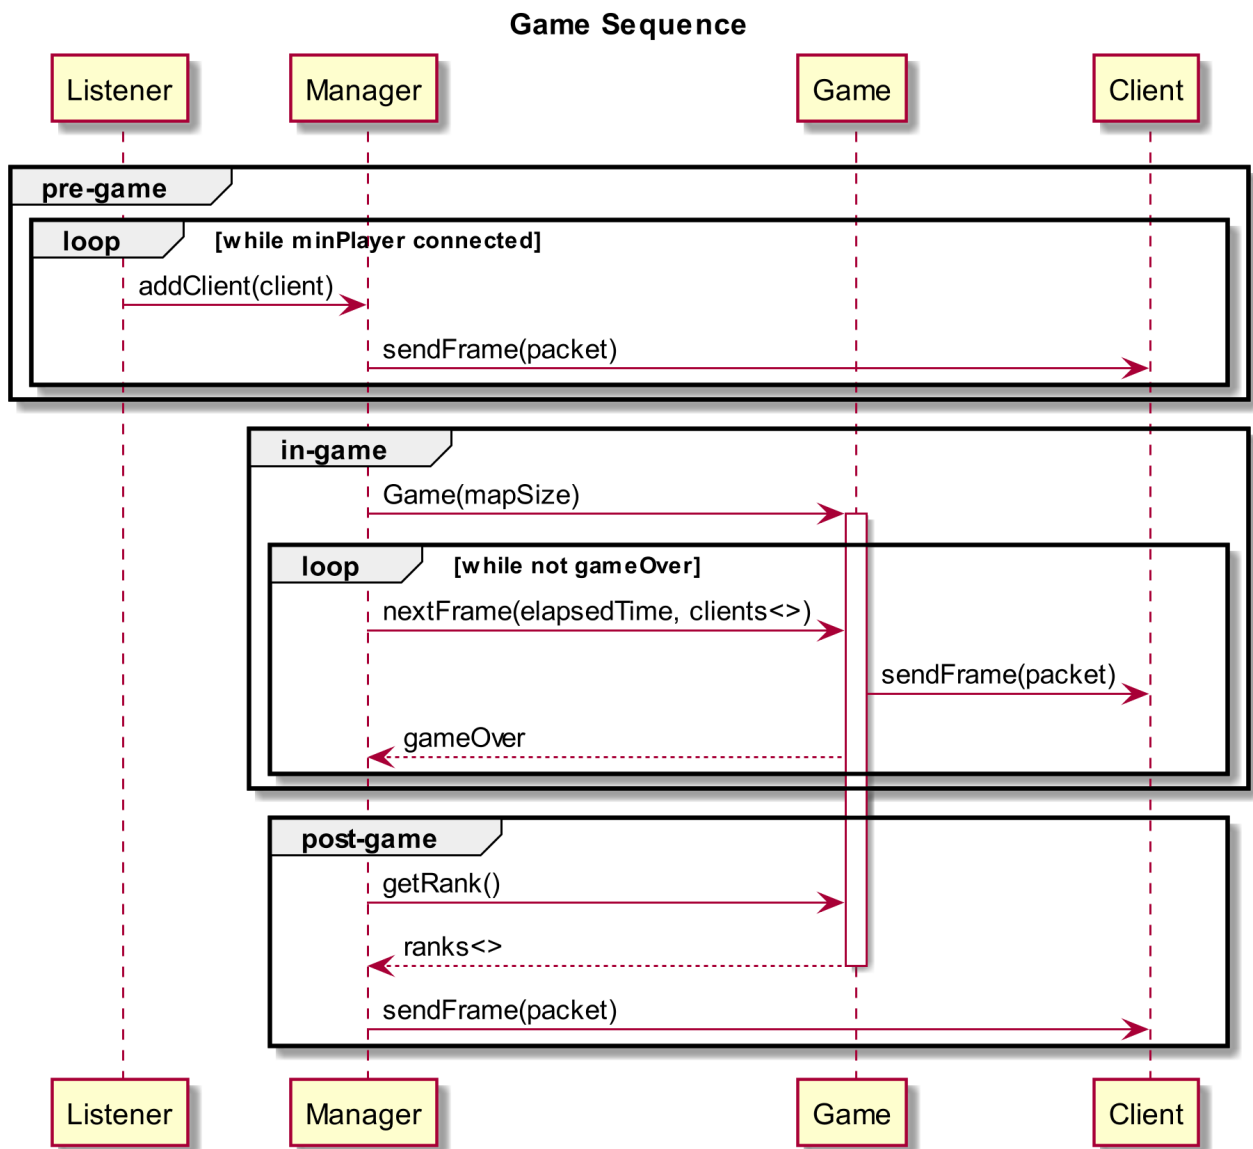 Game Sequence
Listener Manager Game Client
pre-game
loop [while minPlayer connected]
addClient(client)
sendFrame(packet)
in-game
Game(mapSize)
loop [while not gameOver]
nextFrame(elapsedTime, clients<>)
sendFrame(packet)
gameOver
post-game
getRank()
ranks<>
sendFrame(packet)
Listener Manager Game Client